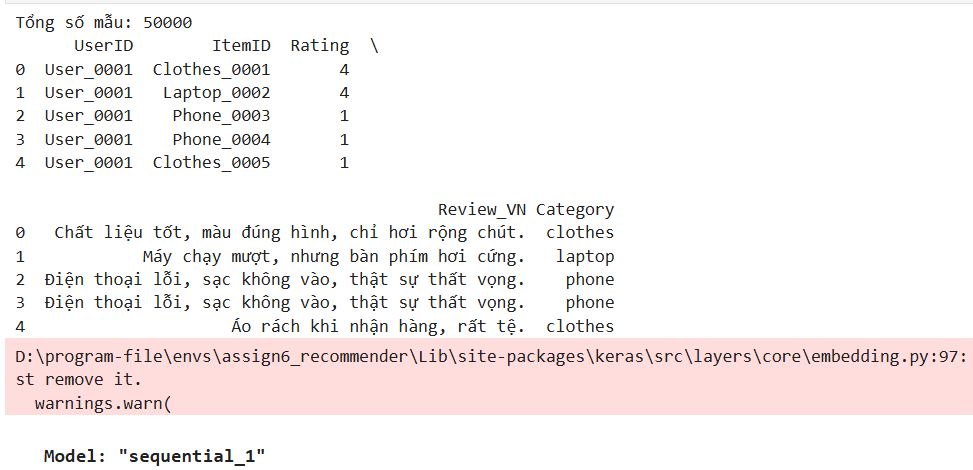 Tổng số mẫu: 50000
UserID ItemID Rating \
0 User_0001 Clothes_0001 4
1 User_0001 Laptop_0002 4
2 User_0001 Phone_0003 1
3 User_0001 Phone_0004 1
4 User_0001 Clothes_0005 1
Review_VN Category
0 Chất liệu tốt, màu đúng hình, chỉ hơi rộng chút. clothes
1 Máy chạy mượt, nhưng bàn phím hơi cứng. laptop
2 Điện thoại lỗi, sạc không vào, thật sự thất vọng. phone
3 Điện thoại lỗi, sạc không vào, thật sự thất vọng. phone
4 Áo rách khi nhận hàng, rất tệ. clothes
D:\program-file\envs\assign6_recommender\Lib\site-packages\keras\src\layers\core\embedding.py:97:
st remove it.
warnings.warn(
Model: "sequential_1"